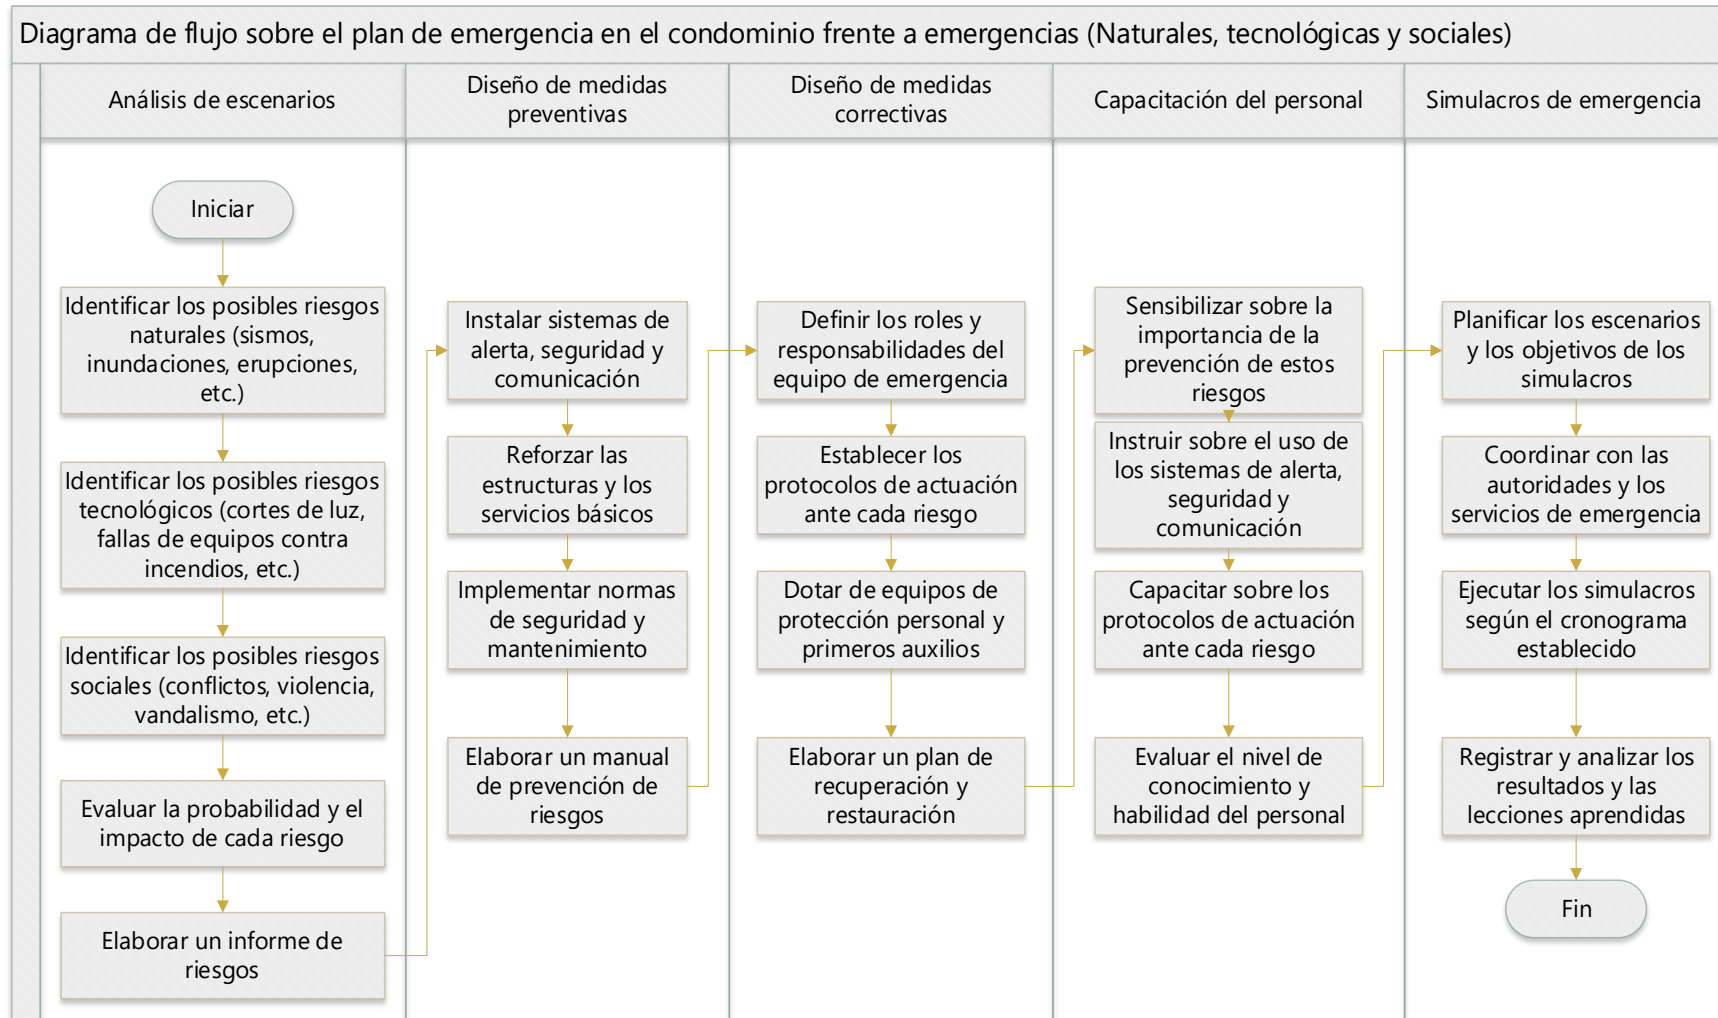 Diagrama de flujo sobre el plan de emergencia en el condominio frente a emergencias (Naturales, tecnológicas y sociales)
Análisis de escenarios
Diseño de medidas
preventivas
Diseño de medidas
correctivas
Capacitación del personal
Simulacros de emergencia
Iniciar
Identificar los posibles riesgos
naturales (sismos,
inundaciones, erupciones,
etc.)
Identificar los posibles riesgos
tecnológicos (cortes de luz,
fallas de equipos contra
incendios, etc.)
Identificar los posibles riesgos
sociales (conflictos, violencia,
vandalismo, etc.)
Evaluar la probabilidad y el
impacto de cada riesgo
Elaborar un informe de
riesgos
Instalar sistemas de
alerta, seguridad y
comunicación
Reforzar las
estructuras y los
servicios básicos
Implementar normas
de seguridad y
mantenimiento
Elaborar un manual
de prevención de
riesgos
Definir los roles y
responsabilidades del
equipo de emergencia
Establecer los
protocolos de actuación
ante cada riesgo
Dotar de equipos de
protección personal y
primeros auxilios
Elaborar un plan de
recuperación y
restauración
Sensibilizar sobre la
importancia de la
prevención de estos
riesgos
Instruir sobre el uso de
los sistemas de alerta,
seguridad y
comunicación
Capacitar sobre los
protocolos de actuación
ante cada riesgo
Evaluar el nivel de
conocimiento y
habilidad del personal
Planificar los escenarios
y los objetivos de los
simulacros
Coordinar con las
autoridades y los
servicios de emergencia
Ejecutar los simulacros
según el cronograma
establecido
Registrar y analizar los
resultados y las
lecciones aprendidas
Fin